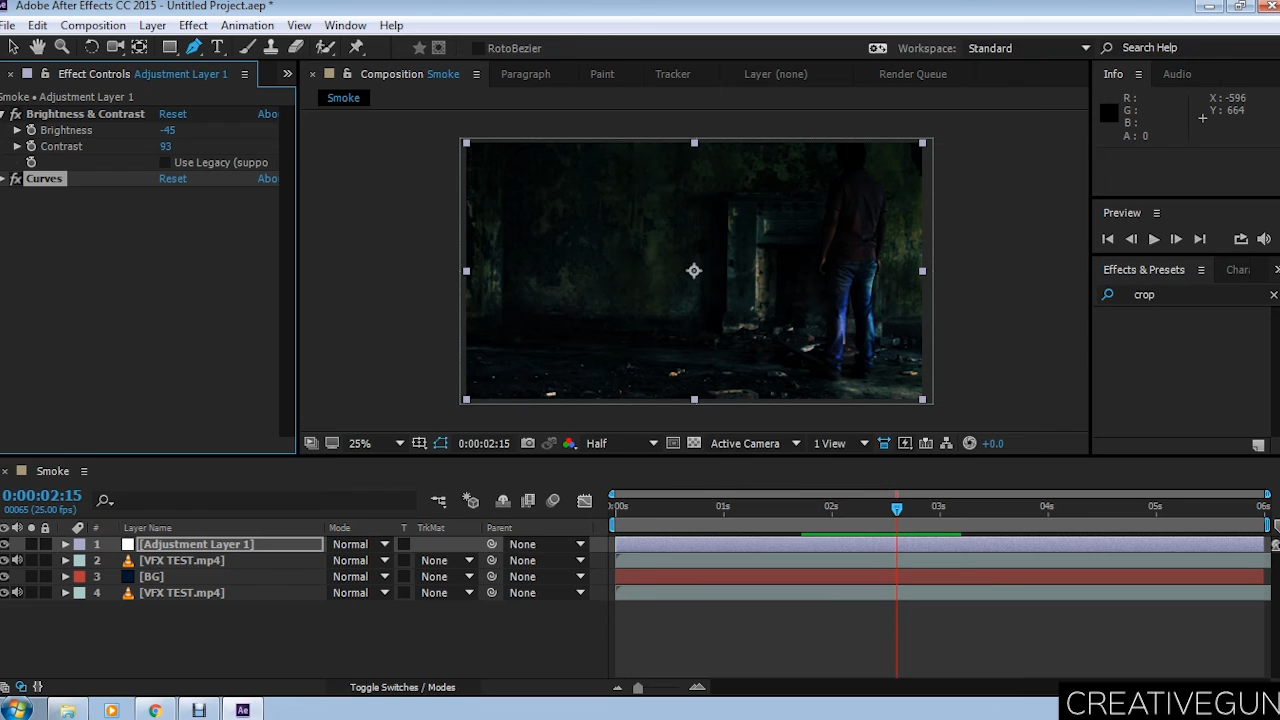 Adobe After Effects CC 2015 - Untitled Project.aep *
File Edit Composition Layer Effect Animation View Window Help
RotoBezier Workspace: Standard Search Help
Effect Controls Adjustment Layer 1 Composition Smoke Paint Paragraph Tracker Layer (none) Render Queue Info Audio
Smoke • Adjustment Layer 1
Smoke
R: X: -596
G: Y: 664
B:
A: 0
Brightness & Contrast Reset Abo
Brightness -45
Contrast 93
Use Legacy (suppo
Curves Reset Abo
Preview
Effects & Presets Chara
crop
25% 0:00:02:15 Half Active Camera 1 View +0.0
Smoke
0:00:02:15
00065 (25.00 fps)
0:00s 01s 02s 03s 04s 05s 06s
# Layer Name Mode T TrkMat Parent
1 [Adjustment Layer 1] Normal None
2 [VFX TEST.mp4] Normal None None
3 [BG] Normal None None
4 [VFX TEST.mp4] Normal None None
Toggle Switches / Modes
Ae
CREATIVEGUN